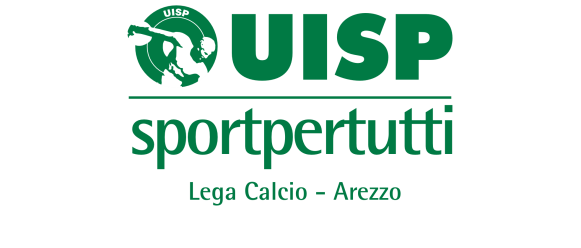 UISP
UISP
sportpertutti
Lega Calcio - Arezzo